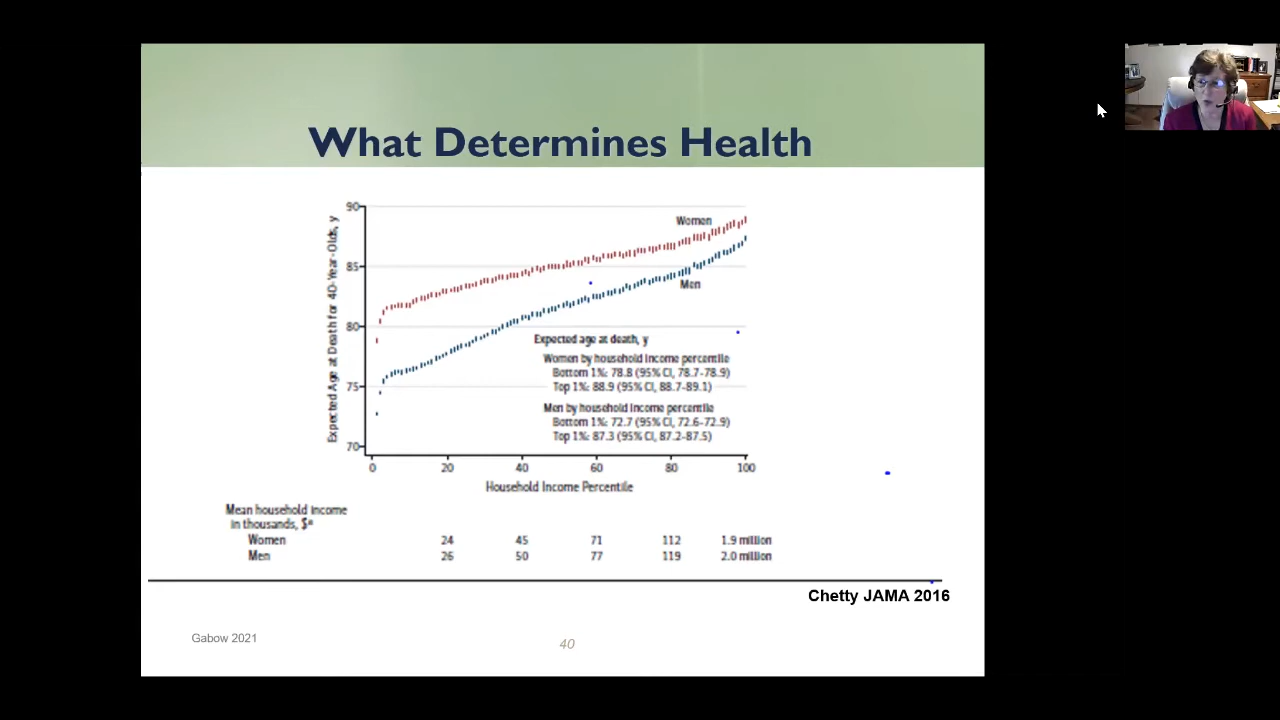 What Determines Health
Expected Age at Death for 40-Year-Olds, y
90
85
80
75
70
Women
Men
Expected age at death, y
Women by household income percentile
Bottom 1%: 78.8 (95% CI, 78.7-78.9)
Top 1%: 88.9 (95% CI, 88.7-89.1)
Men by household income percentile
Bottom 1%: 72.7 (95% CI, 72.6-72.9)
Top 1%: 87.3 (95% CI, 87.2-87.5)
0 20 40 60 80 100
Household Income Percentile
Mean household income
in thousands, $ª
Women 24 45 71 112 1.9 million
Men 26 50 77 119 2.0 million
Chetty JAMA 2016
Gabow 2021
40